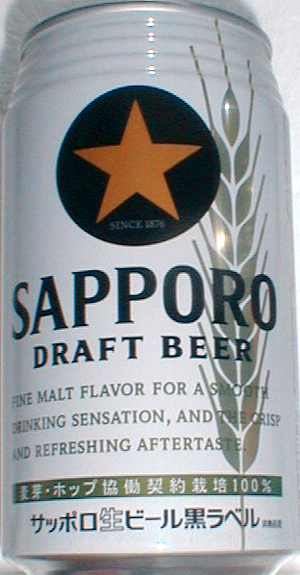 SINCE 1876
SAPPORO
DRAFT BEER
FINE MALT FLAVOR FOR A SMOOTH
DRINKING SENSATION, AND THE CRISP
AND REFRESHING AFTERTASTE.
麦芽・ホップ協働契約栽培100%
サッポロ生ビール黒ラベル